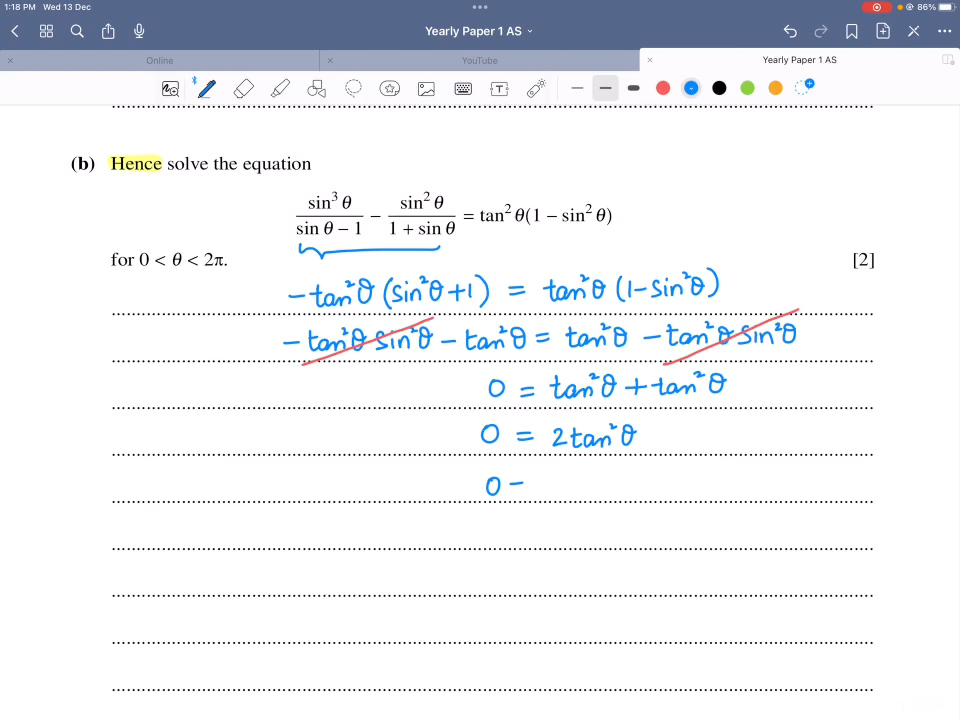 1:18 PM Wed 13 Dec
86%
Yearly Paper 1 AS
Online
YouTube
Yearly Paper 1 AS
(b) Hence solve the equation
sin³ θ / (sin θ − 1) − sin² θ / (1 + sin θ) = tan² θ(1 − sin² θ)
for 0 < θ < 2π. [2]
−tan²θ (sin²θ+1) = tan²θ (1−sin²θ)
−tan²θ sin²θ − tan²θ = tan²θ − tan²θ sin²θ
0 = tan²θ + tan²θ
0 = 2tan²θ
0 −